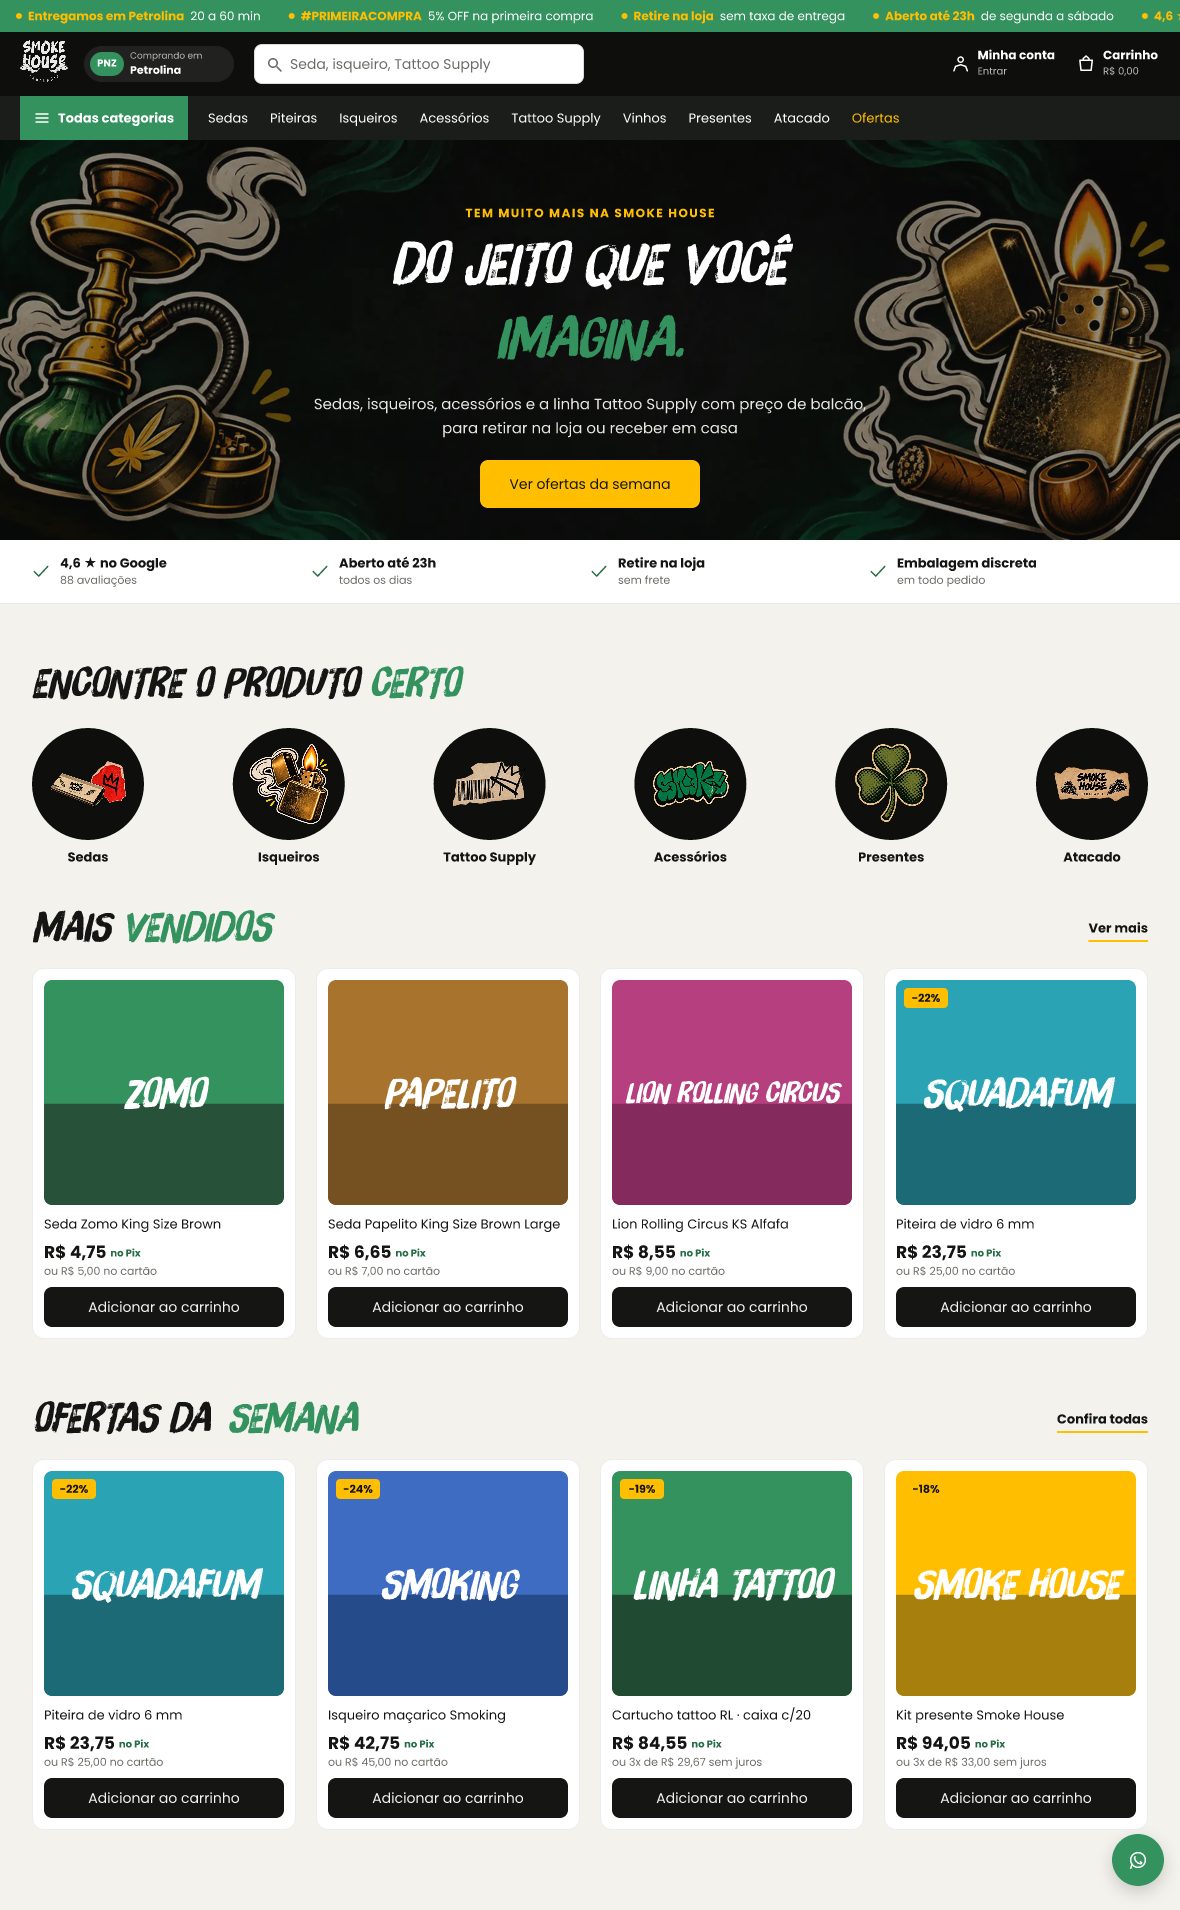 Entregamos em Petrolina 20 a 60 min
#PRIMEIRACOMPRA 5% OFF na primeira compra
Retire na loja sem taxa de entrega
Aberto até 23h de segunda a sábado
4,6
SMOKE
HOUSE
PNZ
Comprando em
Petrolina
Seda, isqueiro, Tattoo Supply
Minha conta
Entrar
Carrinho
R$ 0,00
Todas categorias
Sedas
Piteiras
Isqueiros
Acessórios
Tattoo Supply
Vinhos
Presentes
Atacado
Ofertas
TEM MUITO MAIS NA SMOKE HOUSE
DO JEITO QUE VOCÊ
IMAGINA.
Sedas, isqueiros, acessórios e a linha Tattoo Supply com preço de balcão,
para retirar na loja ou receber em casa
Ver ofertas da semana
4,6 ★ no Google
88 avaliações
Aberto até 23h
todos os dias
Retire na loja
sem frete
Embalagem discreta
em todo pedido
ENCONTRE O PRODUTO CERTO
SMOKE
SMOKE
HOUSE
Sedas
Isqueiros
Tattoo Supply
Acessórios
Presentes
Atacado
MAIS VENDIDOS
Ver mais
ZOMO
Seda Zomo King Size Brown
R$ 4,75 no Pix
ou R$ 5,00 no cartão
Adicionar ao carrinho
PAPELITO
Seda Papelito King Size Brown Large
R$ 6,65 no Pix
ou R$ 7,00 no cartão
Adicionar ao carrinho
LION ROLLING CIRCUS
Lion Rolling Circus KS Alfafa
R$ 8,55 no Pix
ou R$ 9,00 no cartão
Adicionar ao carrinho
-22%
SQUADAFUM
Piteira de vidro 6 mm
R$ 23,75 no Pix
ou R$ 25,00 no cartão
Adicionar ao carrinho
OFERTAS DA SEMANA
Confira todas
-22%
SQUADAFUM
Piteira de vidro 6 mm
R$ 23,75 no Pix
ou R$ 25,00 no cartão
Adicionar ao carrinho
-24%
SMOKING
Isqueiro maçarico Smoking
R$ 42,75 no Pix
ou R$ 45,00 no cartão
Adicionar ao carrinho
-19%
LINHA TATTOO
Cartucho tattoo RL · caixa c/20
R$ 84,55 no Pix
ou 3x de R$ 29,67 sem juros
Adicionar ao carrinho
-18%
SMOKE HOUSE
Kit presente Smoke House
R$ 94,05 no Pix
ou 3x de R$ 33,00 sem juros
Adicionar ao carrinho